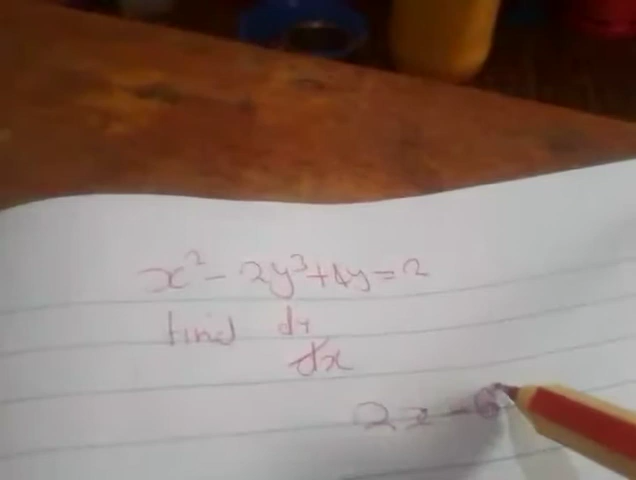 x² - 2y³ + 4y = 2
find dy
dx
2x - 6